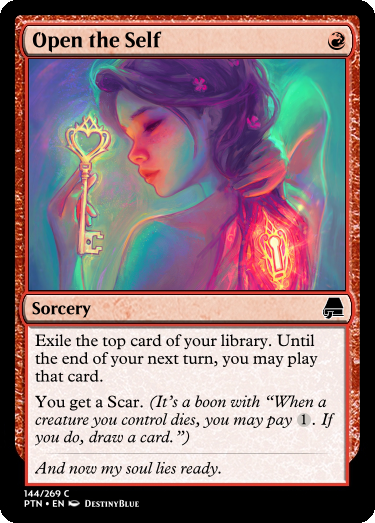 Open the Self
Sorcery
Exile the top card of your library. Until
the end of your next turn, you may play
that card.
You get a Scar. (It's a boon with “When a
creature you control dies, you may pay 1. If
you do, draw a card.”)
And now my soul lies ready.
144/269 C
PTN • EN DestinyBlue